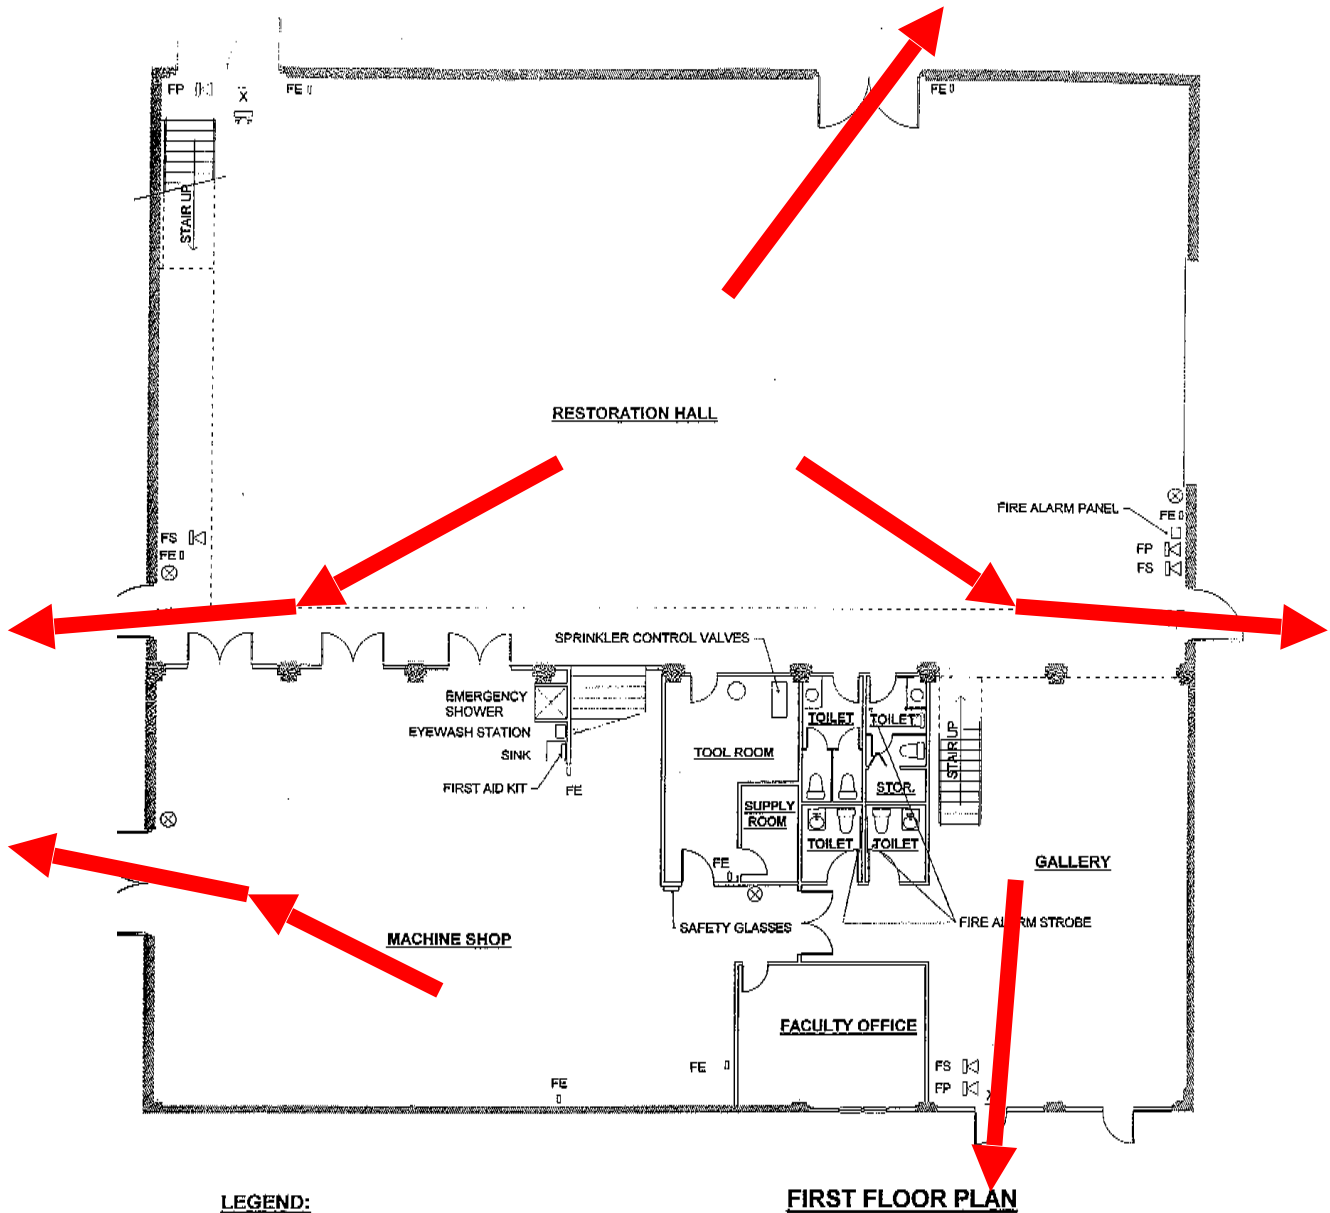 FP
X
FE
FE
STAIR UP
RESTORATION HALL
FIRE ALARM PANEL
FE
FP
FS
FS
FE
SPRINKLER CONTROL VALVES
EMERGENCY
SHOWER
EYEWASH STATION
SINK
FIRST AID KIT
FE
TOOL ROOM
SUPPLY
ROOM
FE
TOILET
TOILET
STOR.
TOILET
TOILET
STAIR UP
GALLERY
SAFETY GLASSES
FIRE ALARM STROBE
MACHINE SHOP
FACULTY OFFICE
FE
FE
FS
FP
X
LEGEND:
FIRST FLOOR PLAN